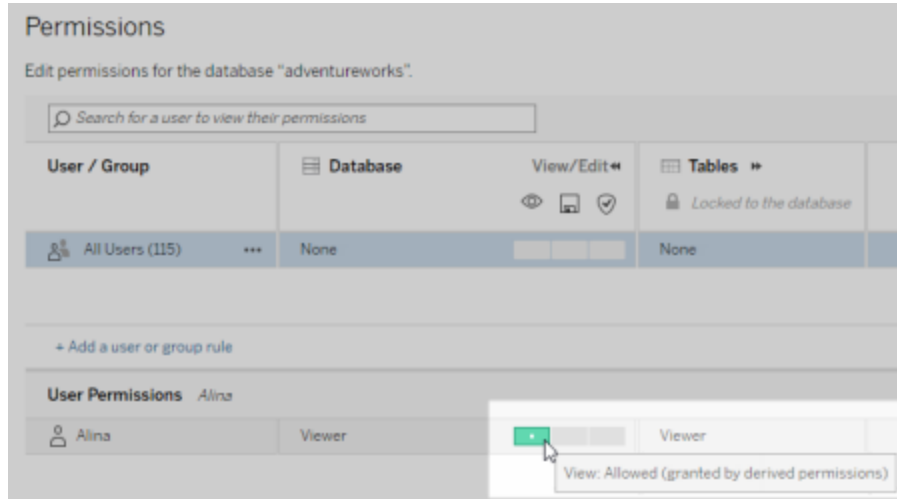 Permissions
Edit permissions for the database "adventureworks".
Search for a user to view their permissions
User / Group Database View/Edit Tables
Locked to the database
All Users (115) ••• None None
+ Add a user or group rule
User Permissions Alina
Alina Viewer Viewer
View: Allowed (granted by derived permissions)